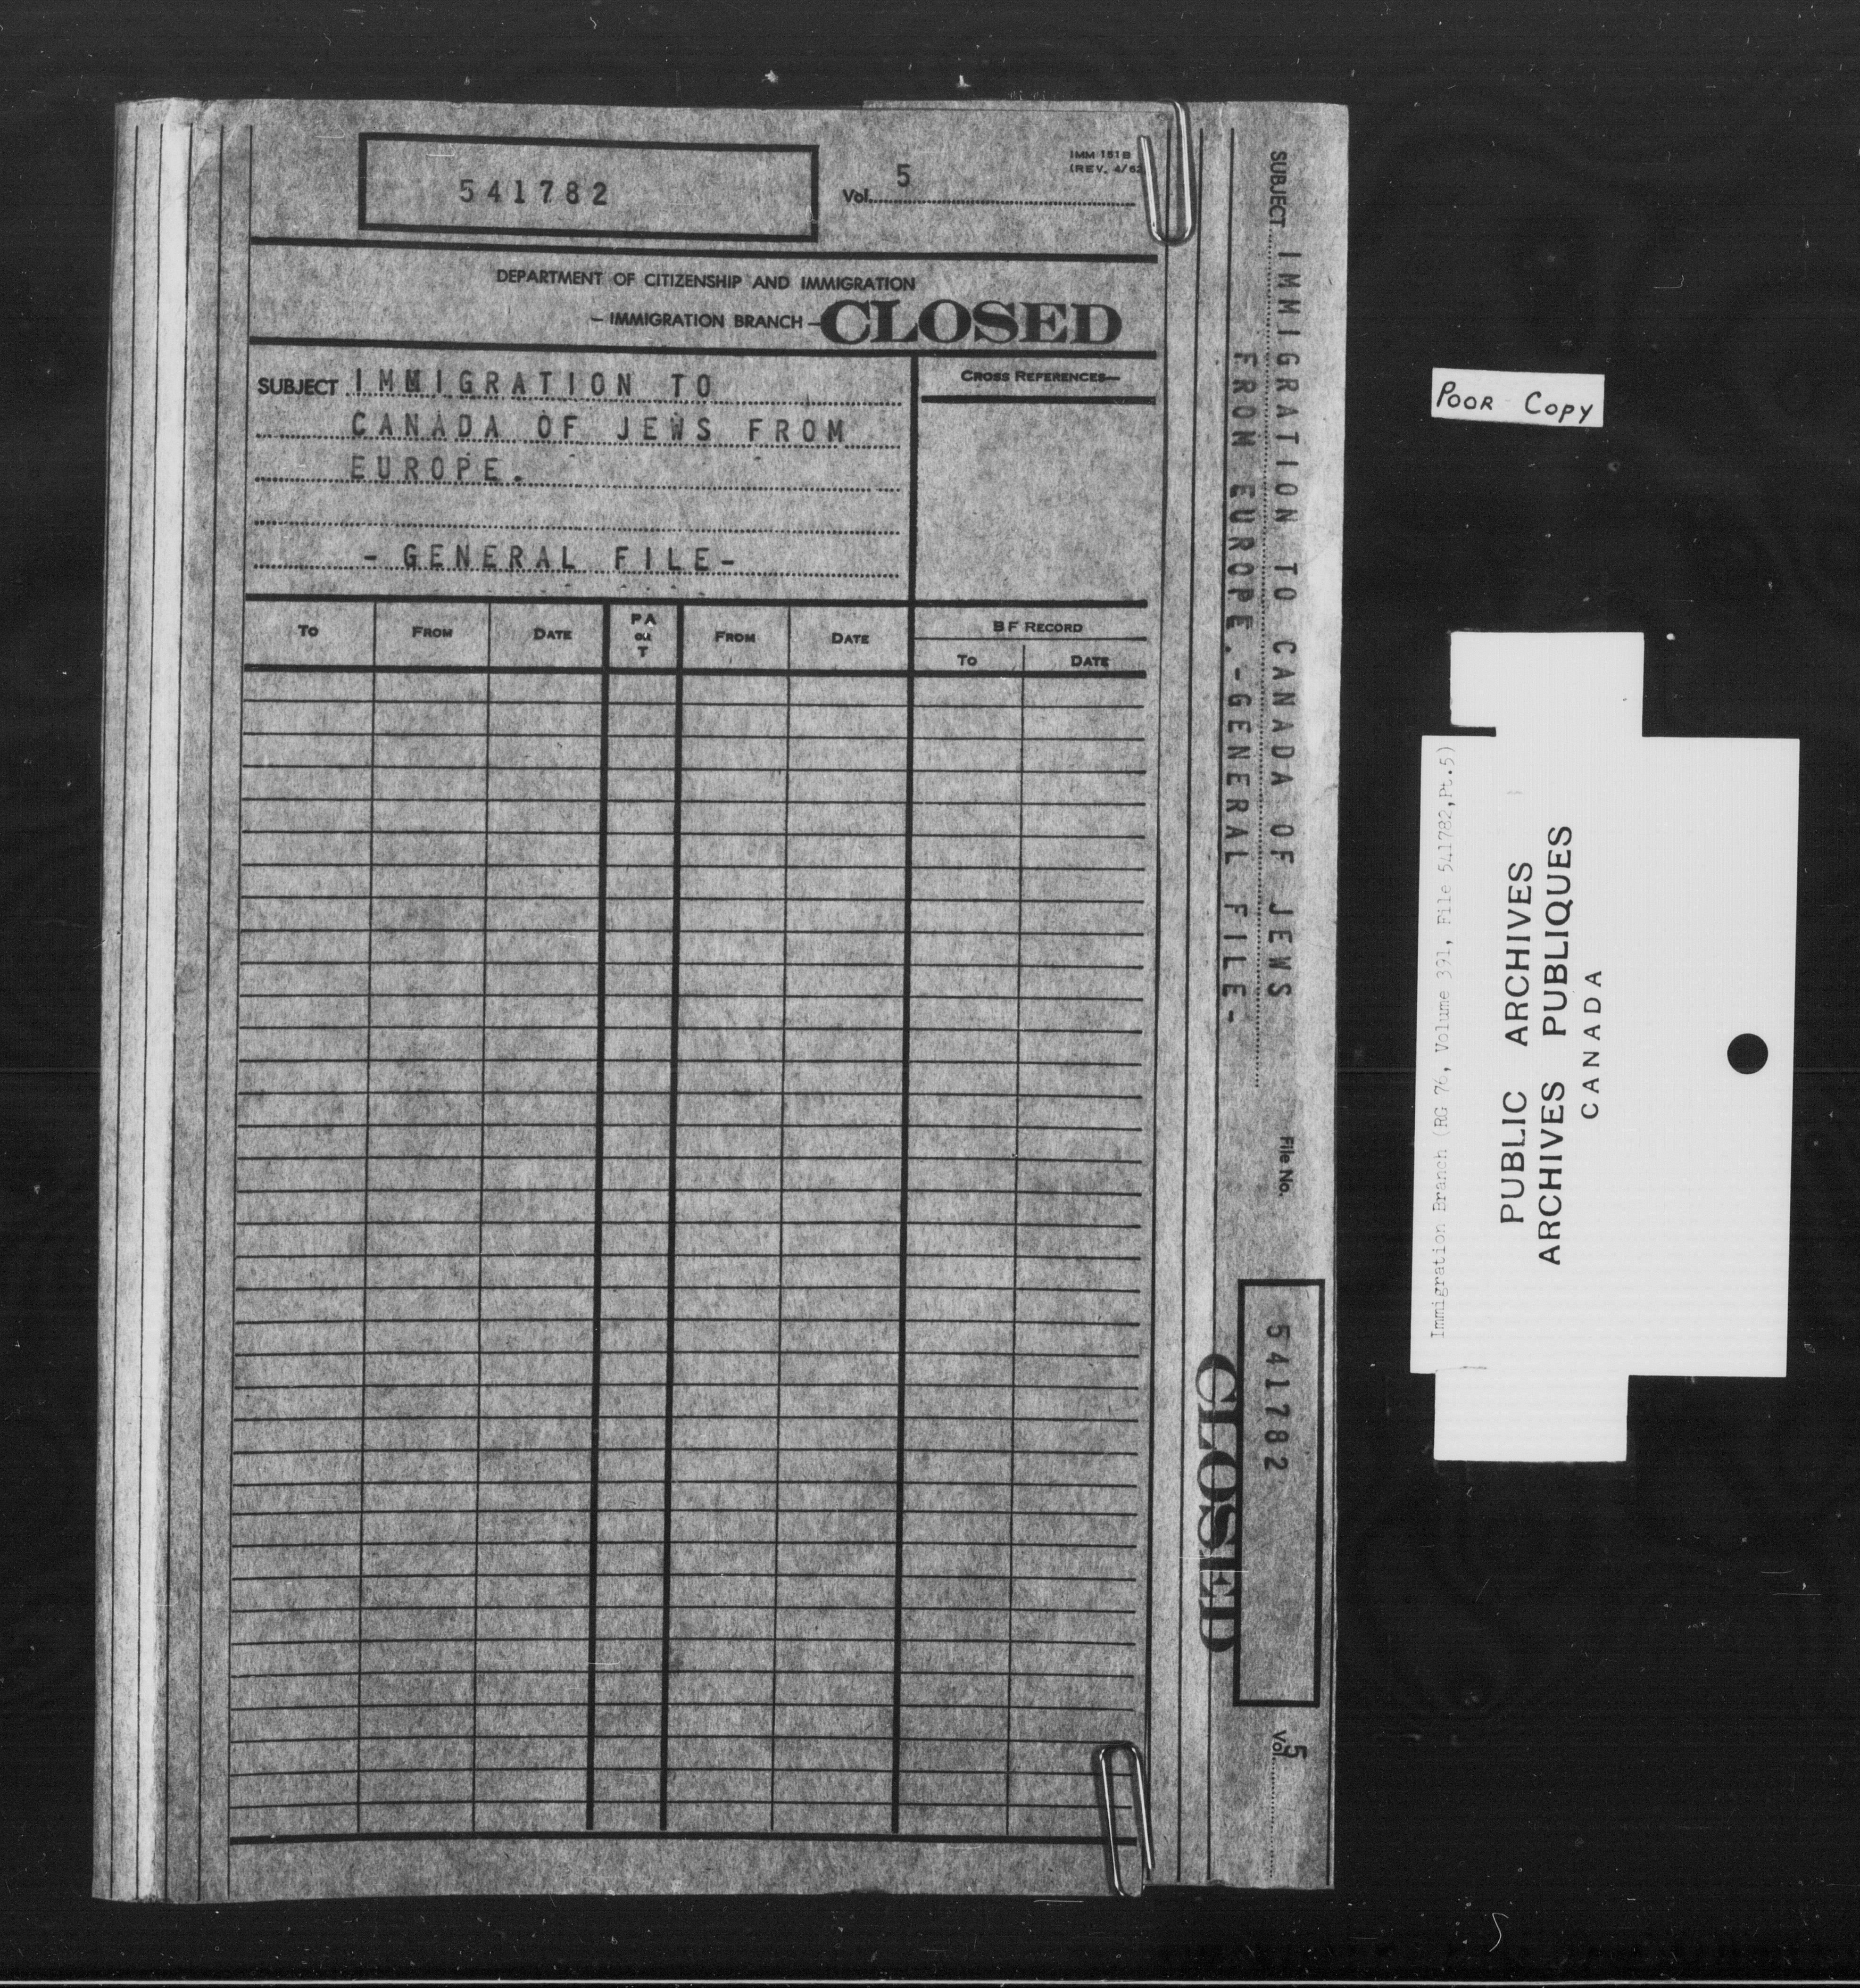 541782
Vol. 5
IMM 151B
(REV. 4/62
DEPARTMENT OF CITIZENSHIP AND IMMIGRATION
– IMMIGRATION BRANCH –
CLOSED
SUBJECT IMMIGRATION TO
CANADA OF JEWS FROM
EUROPE.
- GENERAL FILE-
CROSS REFERENCES—
TO FROM DATE PA OR T FROM DATE
B F RECORD
TO DATE
SUBJECT IMMIGRATION TO CANADA OF JEWS
FROM EUROPE.-GENERAL FILE-
File No.
541782
CLOSED
Vol. 5
POOR COPY
Immigration Branch (RG 76, Volume 391, File 541782,Pt.5)
PUBLIC ARCHIVES
ARCHIVES PUBLIQUES
CANADA